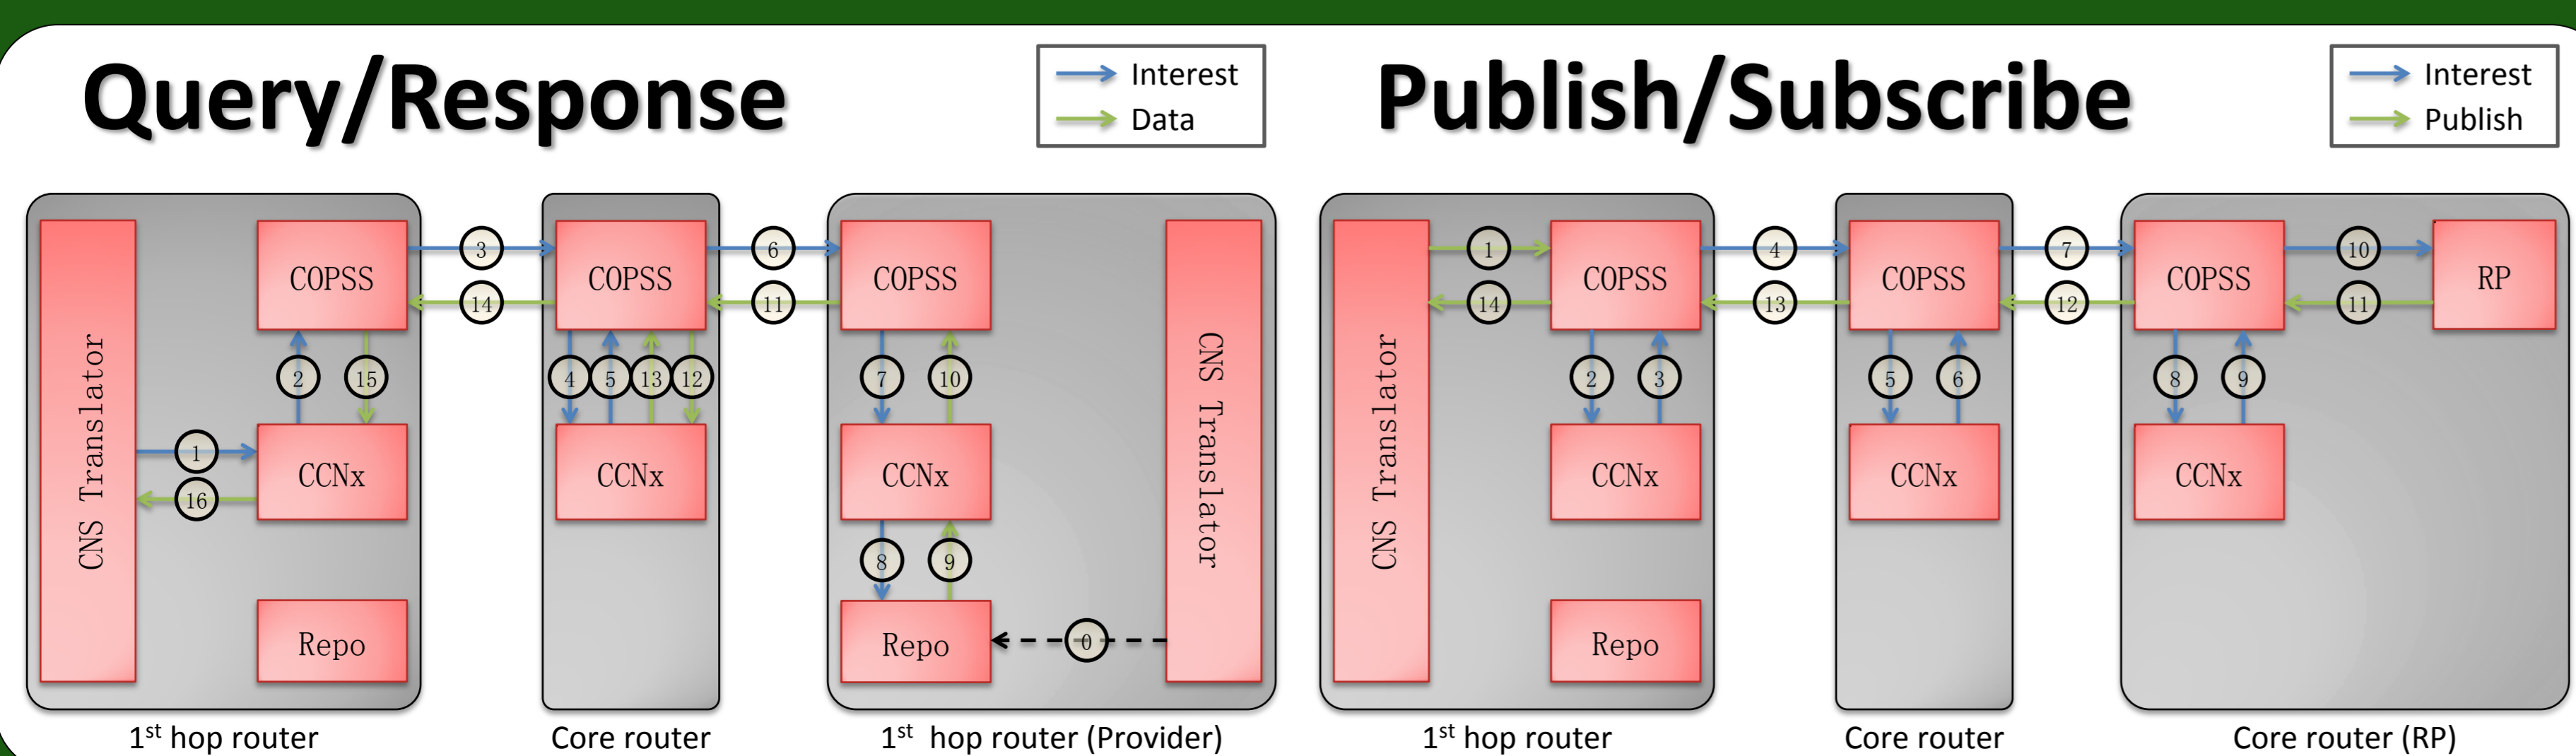 Query/Response
Interest
Data
CNS Translator
COPSS
CCNx
Repo
1
16
2
15
3
14
COPSS
CCNx
4
5
13
12
6
11
COPSS
CCNx
Repo
7
10
8
9
0
CNS Translator
1st hop router
Core router
1st hop router (Provider)
Publish/Subscribe
Interest
Publish
CNS Translator
1
14
COPSS
CCNx
Repo
2
3
4
13
COPSS
CCNx
5
6
7
12
COPSS
CCNx
8
9
10
11
RP
1st hop router
Core router
Core router (RP)